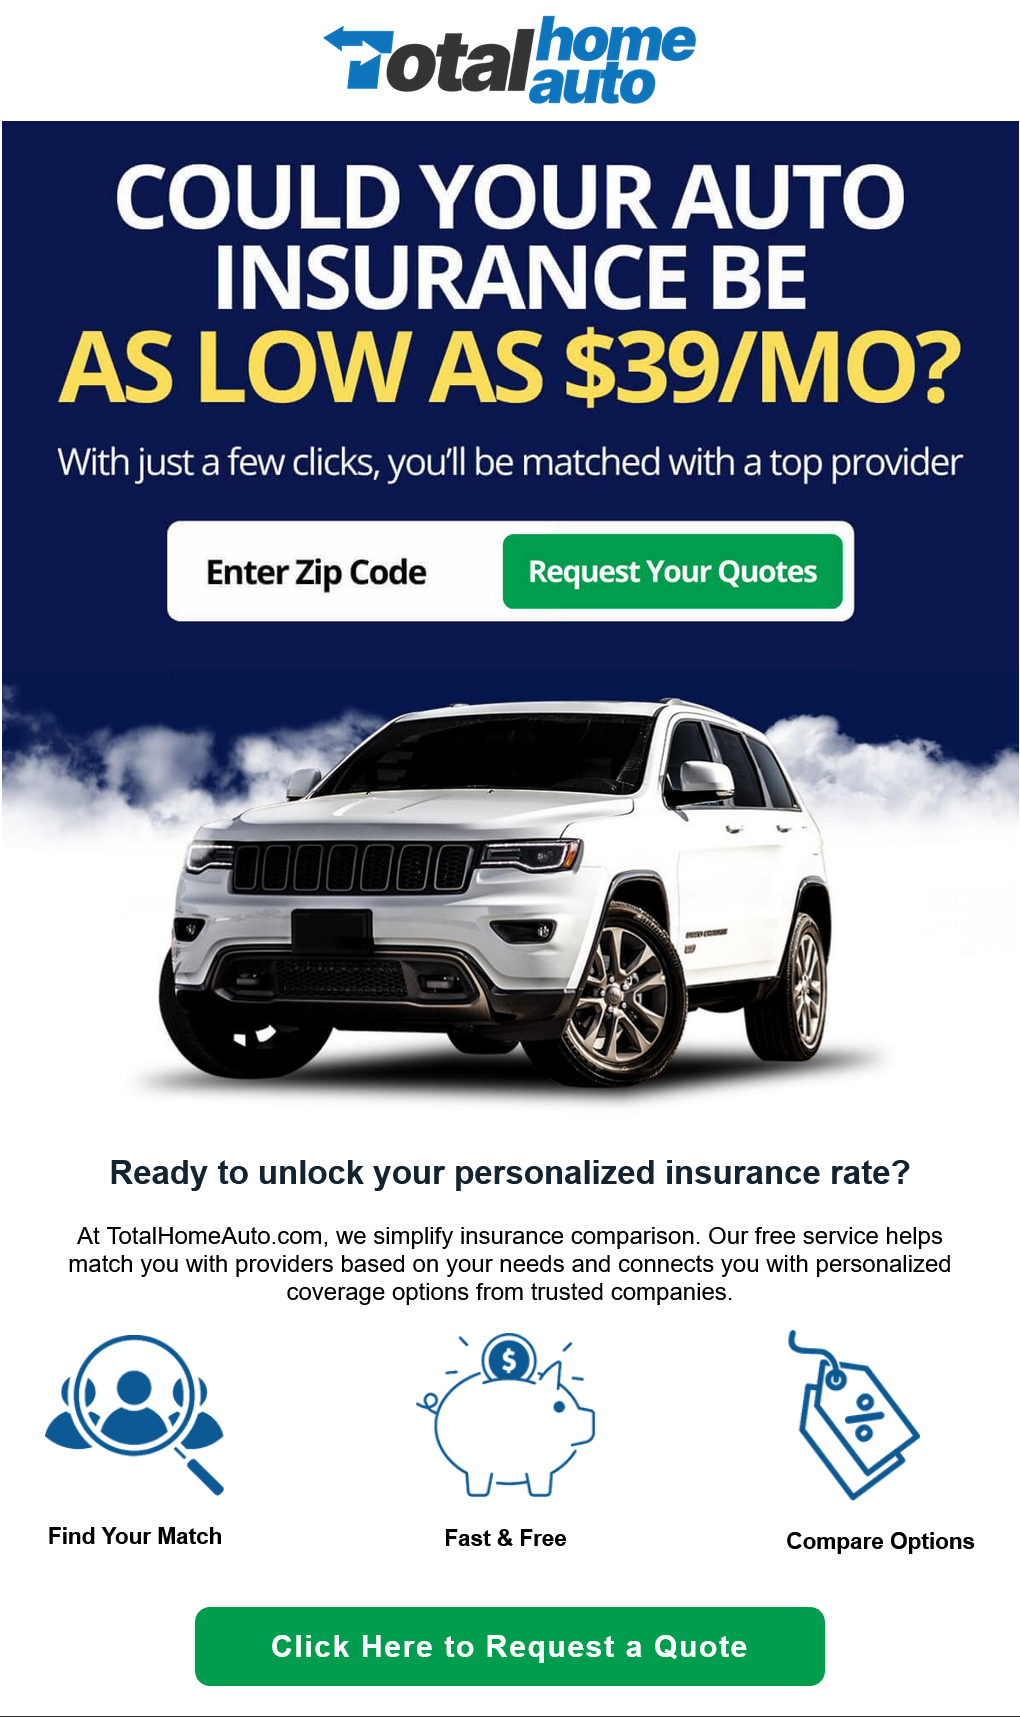 Total home auto
COULD YOUR AUTO
INSURANCE BE
AS LOW AS $39/MO?
With just a few clicks, you'll be matched with a top provider
Enter Zip Code
Request Your Quotes
Ready to unlock your personalized insurance rate?
At TotalHomeAuto.com, we simplify insurance comparison. Our free service helps
match you with providers based on your needs and connects you with personalized
coverage options from trusted companies.
$
%
Find Your Match
Fast & Free
Compare Options
Click Here to Request a Quote